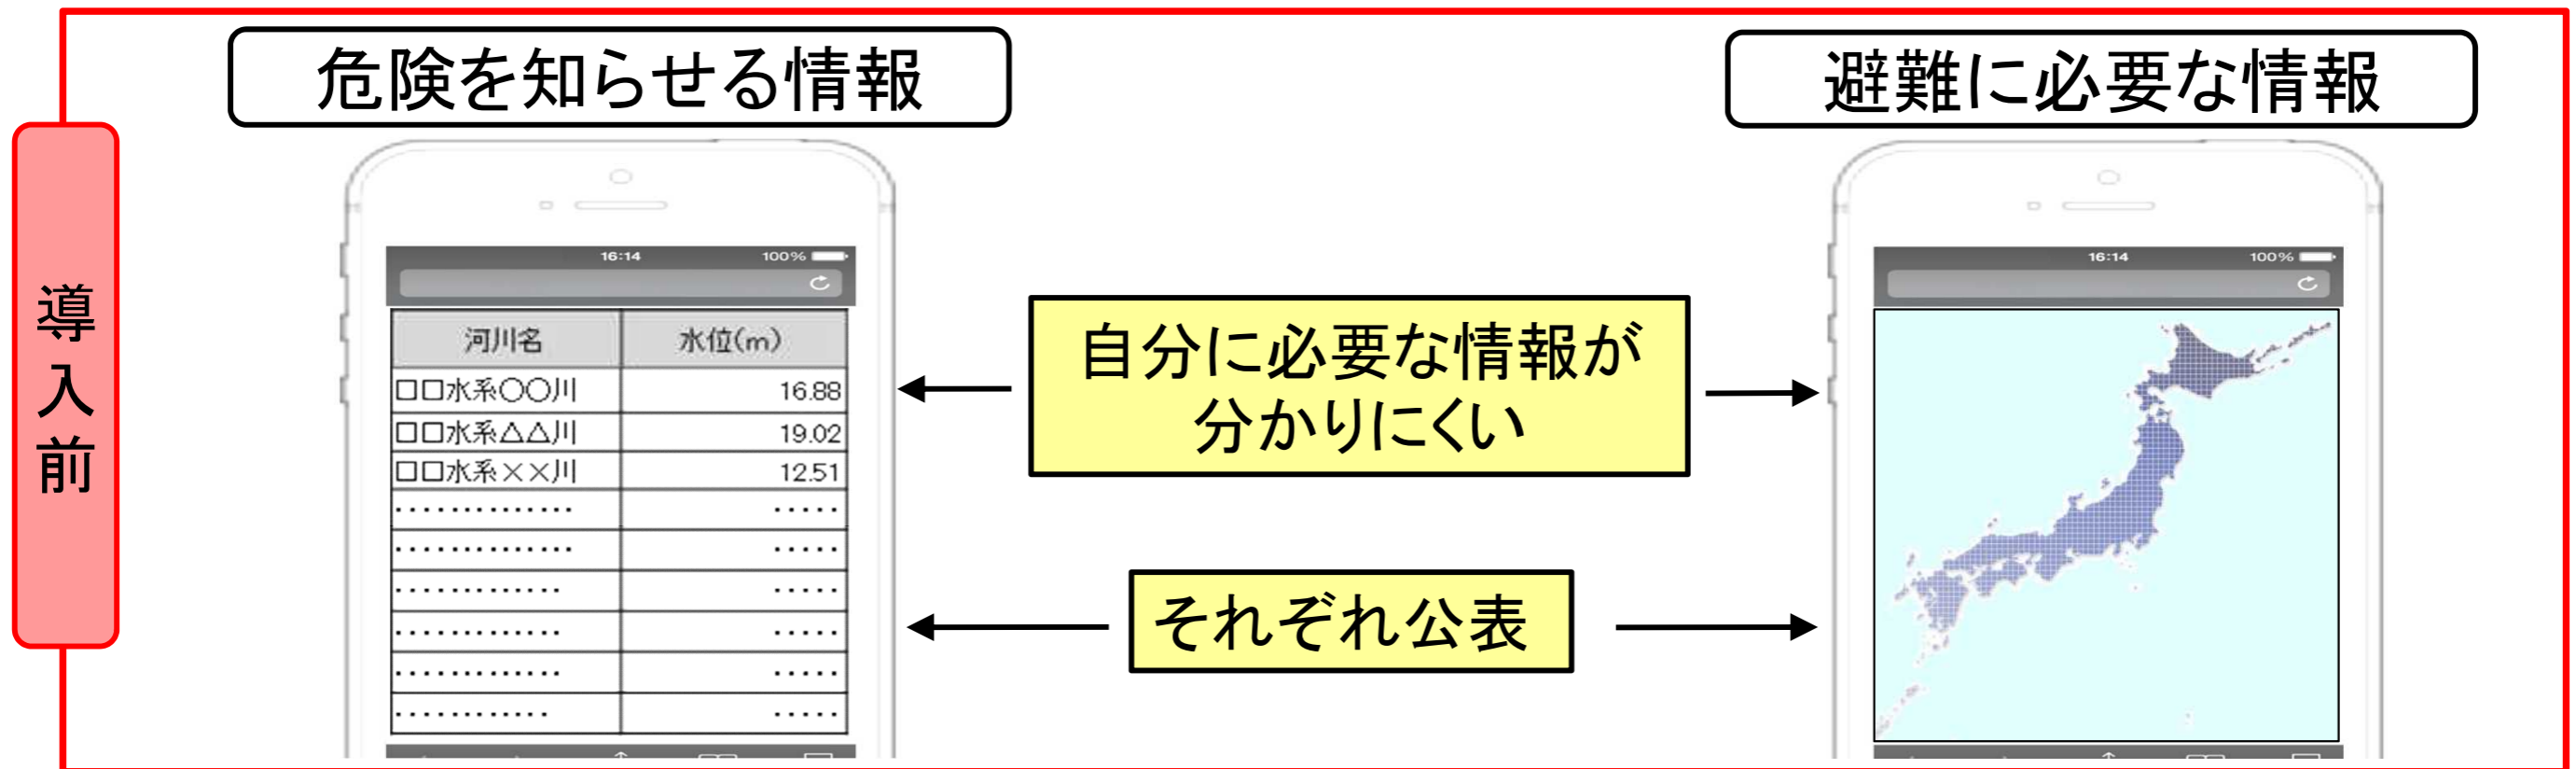 危険を知らせる情報
避難に必要な情報
導入前
16:14 100%
河川名 水位(m)
□□水系○○川 16.88
□□水系△△川 19.02
□□水系××川 12.51
・・・・・・・・・・・・・ ・・・・・
・・・・・・・・・・・・・ ・・・・・
・・・・・・・・・・・・ ・・・・・
・・・・・・・・・・・・ ・・・・・
・・・・・・・・・・・・ ・・・・・
・・・・・・・・・・・ ・・・・・
自分に必要な情報が
分かりにくい
それぞれ公表
16:14 100%